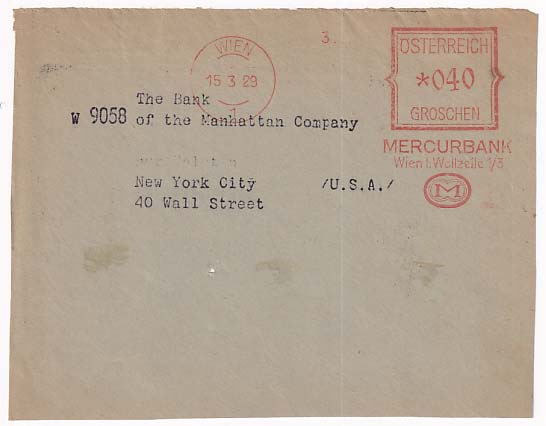 3.
WIEN
15 3 29
1
ÖSTERREICH
*040
GROSCHEN
MERCURBANK
Wien I. Wollzeile 1/3
M
The Bank
W 9058 of the Manhattan Company
New York City /U.S.A./
40 Wall Street